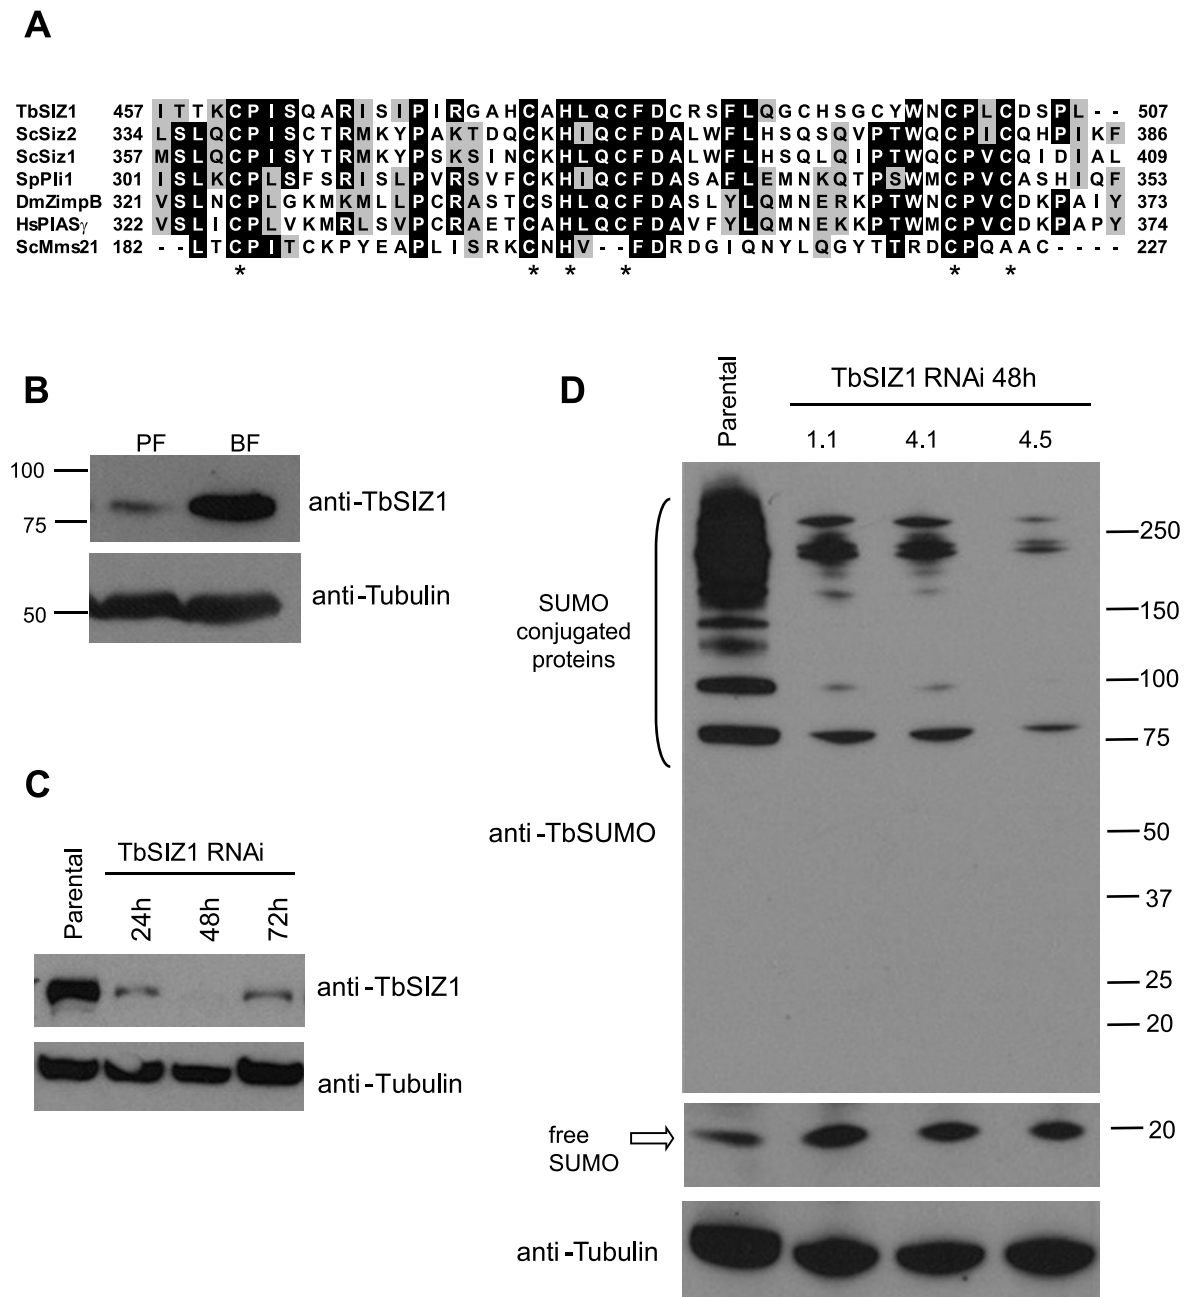 A
TbSIZ1 457 I T T K C P I S Q A R I S I P I R G A H C A H L Q C F D C R S F L Q G C H S G C Y W N C P L C D S P L - - 507
ScSiz2 334 L S L Q C P I S C T R M K Y P A K T D Q C K H I Q C F D A L W F L H S Q S Q V P T W Q C P I C Q H P I K F 386
ScSiz1 357 M S L Q C P I S Y T R M K Y P S K S I N C K H L Q C F D A L W F L H S Q L Q I P T W Q C P V C Q I D I A L 409
SpPli1 301 I S L K C P L S F S R I S L P V R S V F C K H I Q C F D A S A F L E M N K Q T P S W M C P V C A S H I Q F 353
DmZimpB 321 V S L N C P L G K M K M L L P C R A S T C S H L Q C F D A S L Y L Q M N E R K P T W N C P V C D K P A I Y 373
HsPIASγ 322 V S L I C P L V K M R L S V P C R A E T C A H L Q C F D A V F Y L Q M N E K K P T W T C P V C D K P A P Y 374
ScMms21 182 - - L T C P I T C K P Y E A P L I S R K C N H V - - F D R D G I Q N Y L Q G Y T T R D C P Q A A C - - - - 227
* * * * * *
B
PF BF
100
75
anti-TbSIZ1
50
anti-Tubulin
C
Parental
TbSIZ1 RNAi
24h 48h 72h
anti-TbSIZ1
anti-Tubulin
D
Parental
TbSIZ1 RNAi 48h
1.1 4.1 4.5
SUMO
conjugated
proteins
anti-TbSUMO
250
150
100
75
50
37
25
20
free
SUMO
20
anti-Tubulin